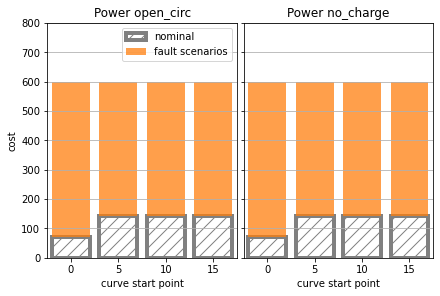 Power open_circ
Power no_charge
800
700
600
500
400
300
200
100
0
cost
nominal
fault scenarios
0 5 10 15
0 5 10 15
curve start point
curve start point